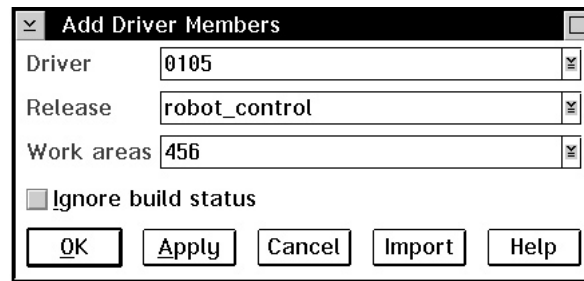 Add Driver Members
Driver 0105
Release robot_control
Work areas 456
Ignore build status
OK Apply Cancel Import Help